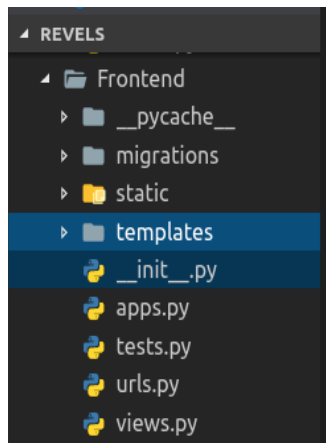 REVELS
Frontend
__pycache__
migrations
static
templates
__init__.py
apps.py
tests.py
urls.py
views.py